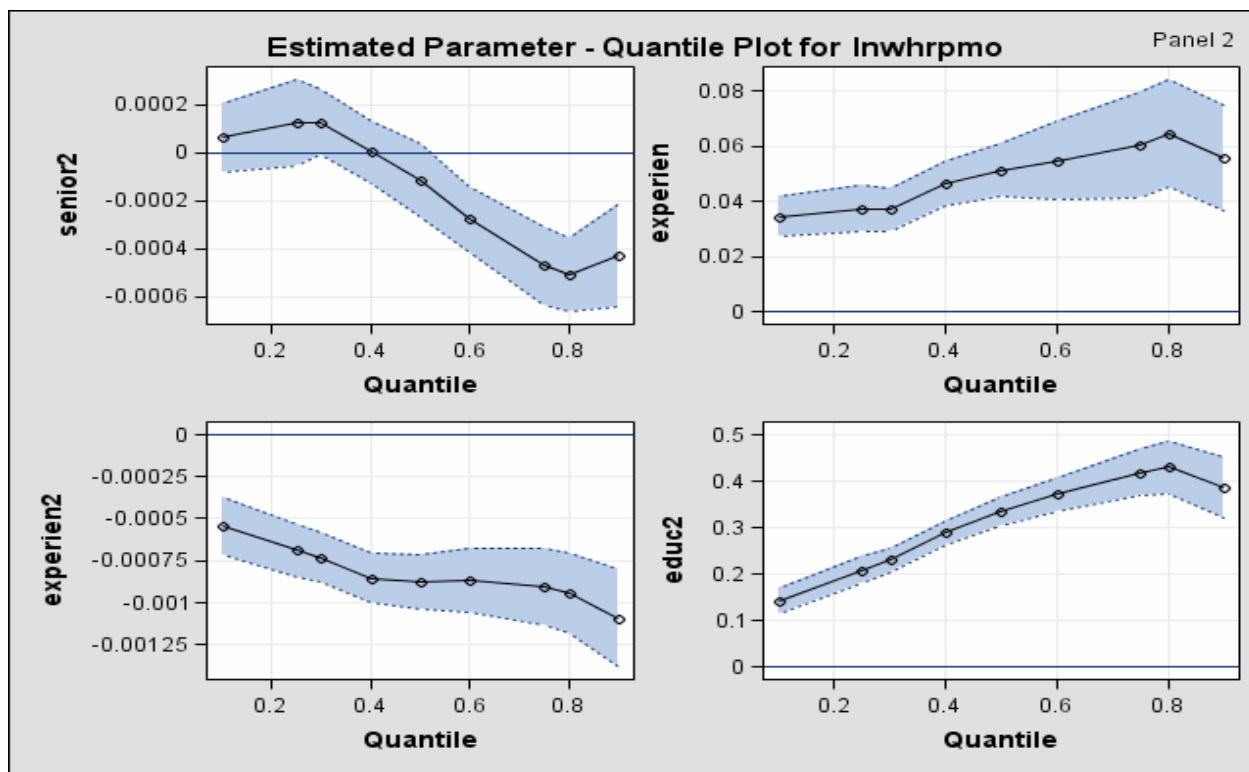 Estimated Parameter - Quantile Plot for lnwhrpmo
Panel 2
senior2
0.0002
0
-0.0002
-0.0004
-0.0006
0.2 0.4 0.6 0.8
Quantile
experien
0.08
0.06
0.04
0.02
0
0.2 0.4 0.6 0.8
Quantile
experien2
0
-0.00025
-0.0005
-0.00075
-0.001
-0.00125
0.2 0.4 0.6 0.8
Quantile
educ2
0.5
0.4
0.3
0.2
0.1
0
0.2 0.4 0.6 0.8
Quantile